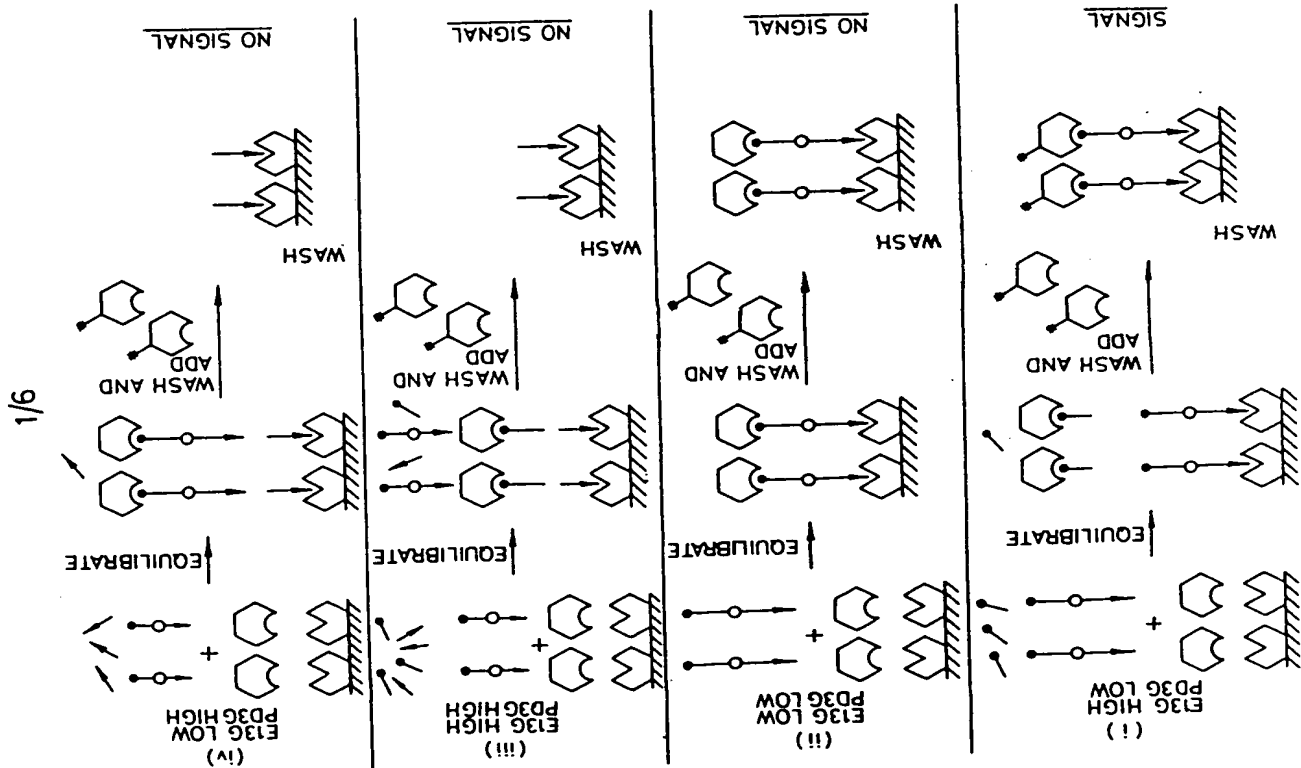 (i)
E13G HIGH
PD3G LOW
+
EQUILIBRATE
WASH AND
ADD
WASH
SIGNAL
(ii)
E13G LOW
PD3G LOW
+
EQUILIBRATE
WASH AND
ADD
WASH
NO SIGNAL
(iii)
E13G HIGH
PD3G HIGH
+
EQUILIBRATE
WASH AND
ADD
WASH
NO SIGNAL
(iv)
E13G LOW
PD3G HIGH
+
EQUILIBRATE
WASH AND
ADD
WASH
NO SIGNAL
1/6